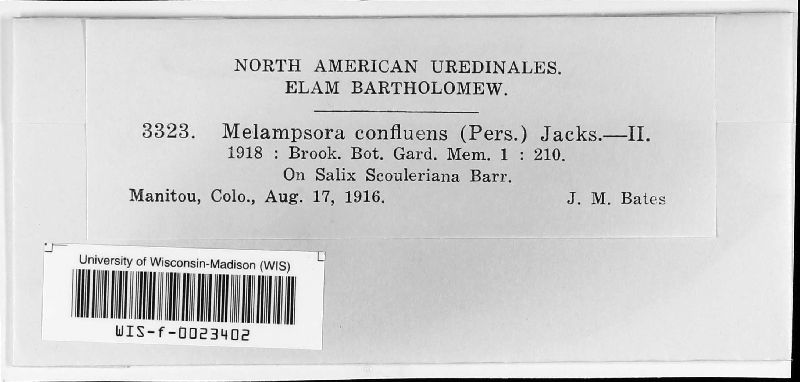 NORTH AMERICAN UREDINALES.
ELAM BARTHOLOMEW.
3323. Melampsora confluens (Pers.) Jacks.—II.
1918 : Brook. Bot. Gard. Mem. 1 : 210.
On Salix Scouleriana Barr.
Manitou, Colo., Aug. 17, 1916. J. M. Bates
University of Wisconsin-Madison (WIS)
WIS-f-0023402